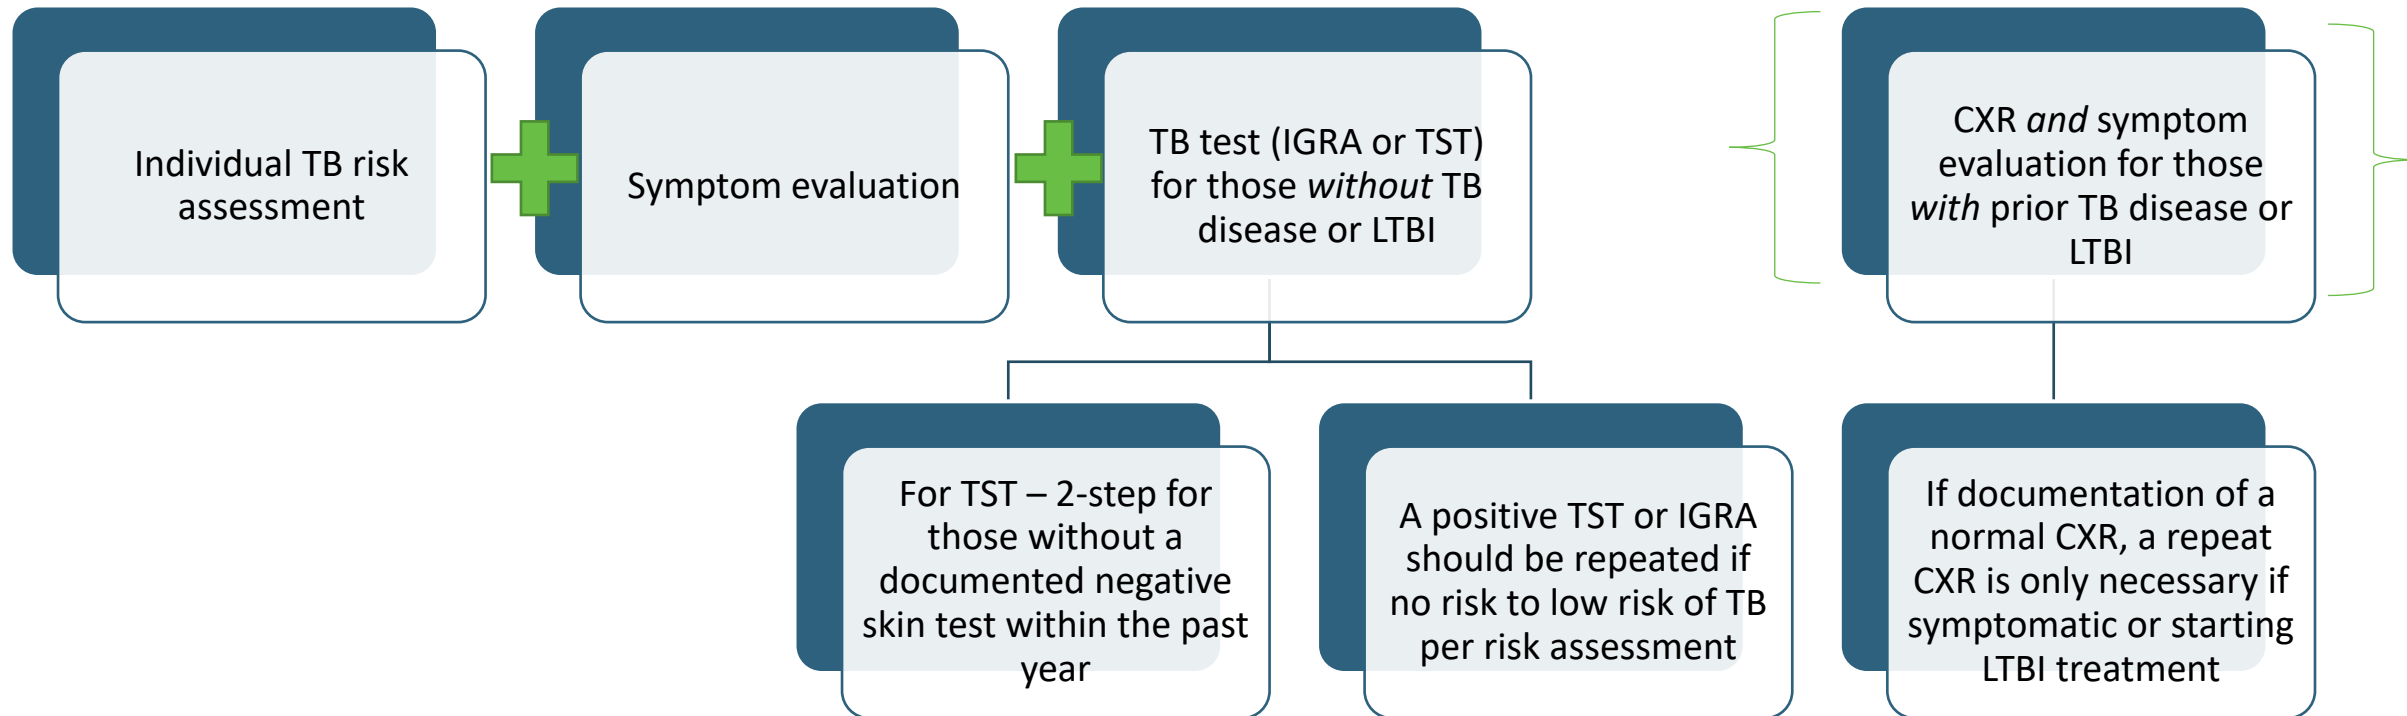 Individual TB risk
assessment
Symptom evaluation
TB test (IGRA or TST)
for those without TB
disease or LTBI
CXR and symptom
evaluation for those
with prior TB disease or
LTBI
For TST – 2-step for
those without a
documented negative
skin test within the past
year
A positive TST or IGRA
should be repeated if
no risk to low risk of TB
per risk assessment
If documentation of a
normal CXR, a repeat
CXR is only necessary if
symptomatic or starting
LTBI treatment